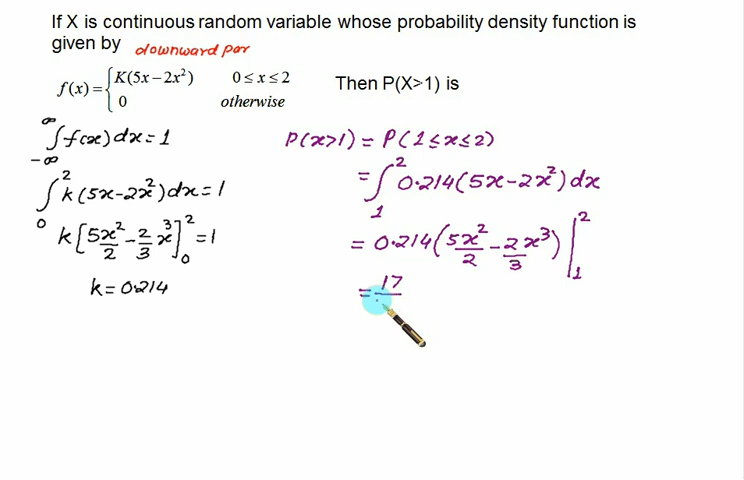 If X is continuous random variable whose probability density function is
given by downward par
f(x) = { K(5x − 2x²) 0 ≤ x ≤ 2
0 otherwise
Then P(X>1) is
∫_{-∞}^{∞} f(x) dx = 1
∫_0^2 k(5x-2x²)dx = 1
k[5x²/2 - 2/3 x³]_0^2 = 1
k = 0.214
P(x>1) = P(1≤x≤2)
= ∫_1^2 0.214(5x-2x²)dx
= 0.214(5x²/2 - 2x³/3)|_1^2
= 17/